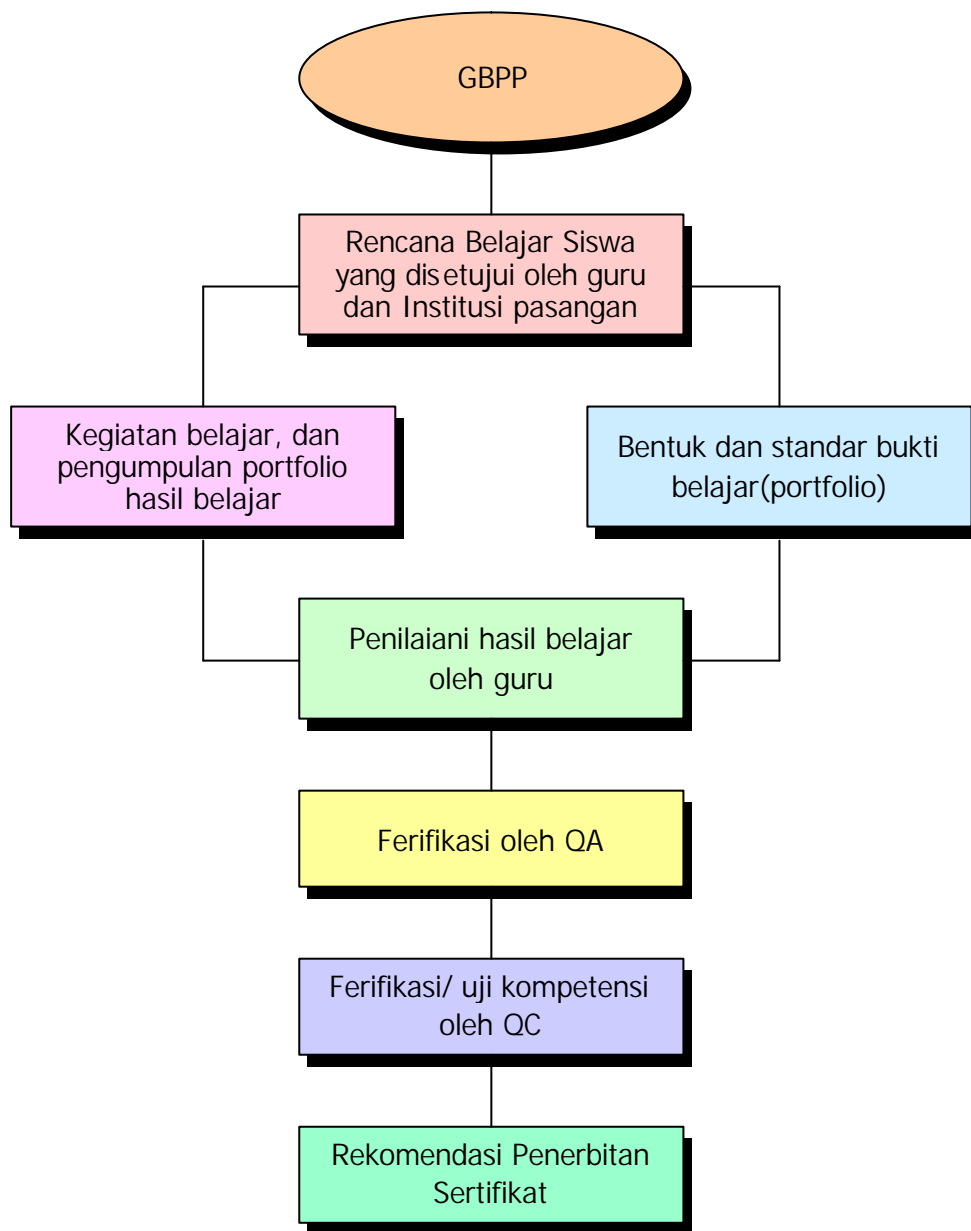 GBPP
Rencana Belajar Siswa
yang disetujui oleh guru
dan Institusi pasangan
Kegiatan belajar, dan
pengumpulan portfolio
hasil belajar
Bentuk dan standar bukti
belajar(portfolio)
Penilaiani hasil belajar
oleh guru
Ferifikasi oleh QA
Ferifikasi/ uji kompetensi
oleh QC
Rekomendasi Penerbitan
Sertifikat